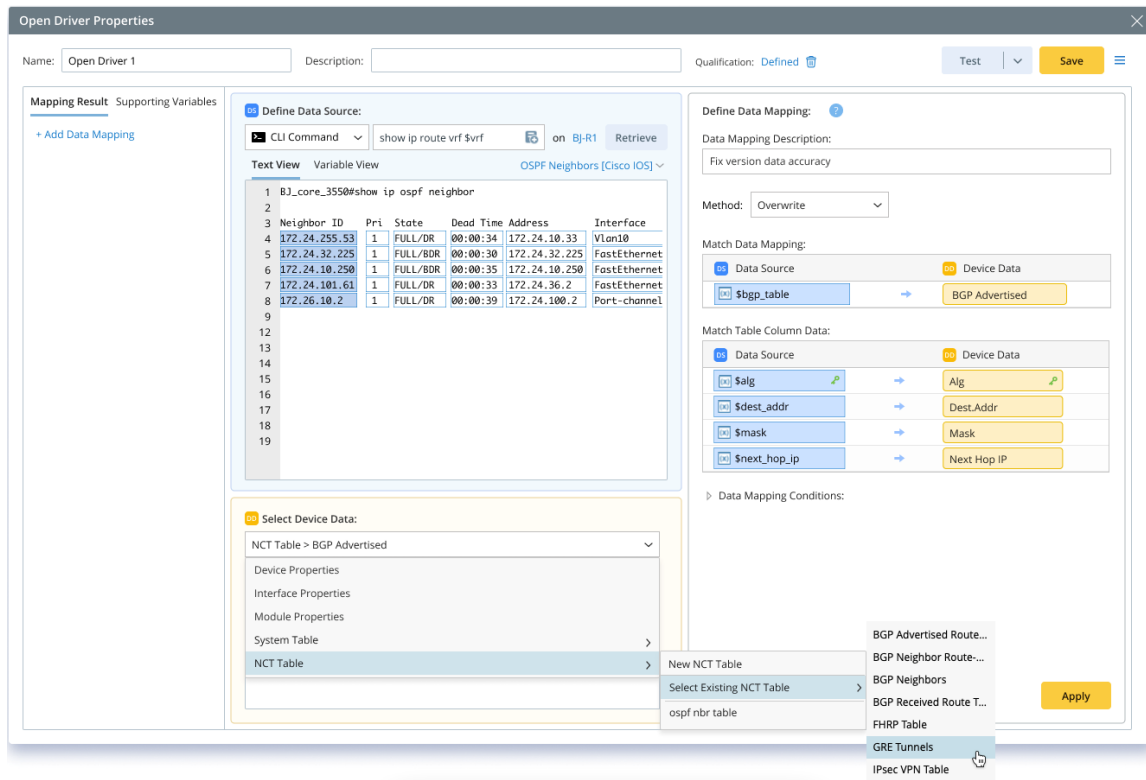 Open Driver Properties
Name: Open Driver 1 Description: Qualification: Defined Test Save
Mapping Result Supporting Variables
+ Add Data Mapping
DS Define Data Source:
CLI Command show ip route vrf $vrf on BJ-R1 Retrieve
Text View Variable View OSPF Neighbors [Cisco IOS]
1 BJ_core_3550#show ip ospf neighbor
2
3 Neighbor ID Pri State Dead Time Address Interface
4 172.24.255.53 1 FULL/DR 00:00:34 172.24.10.33 Vlan10
5 172.24.32.225 1 FULL/BDR 00:00:30 172.24.32.225 FastEthernet
6 172.24.10.250 1 FULL/BDR 00:00:35 172.24.10.250 FastEthernet
7 172.24.101.61 1 FULL/DR 00:00:33 172.24.36.2 FastEthernet
8 172.26.10.2 1 FULL/DR 00:00:39 172.24.100.2 Port-channel
9
12
13
14
15
16
17
18
19
DD Select Device Data:
NCT Table > BGP Advertised
Device Properties
Interface Properties
Module Properties
System Table
NCT Table
New NCT Table
Select Existing NCT Table
ospf nbr table
BGP Advertised Route...
BGP Neighbor Route-...
BGP Neighbors
BGP Received Route T...
FHRP Table
GRE Tunnels
IPsec VPN Table
Define Data Mapping: ?
Data Mapping Description:
Fix version data accuracy
Method: Overwrite
Match Data Mapping:
DS Data Source DD Device Data
$bgp_table BGP Advertised
Match Table Column Data:
DS Data Source DD Device Data
$alg Alg
$dest_addr Dest.Addr
$mask Mask
$next_hop_ip Next Hop IP
Data Mapping Conditions:
Apply